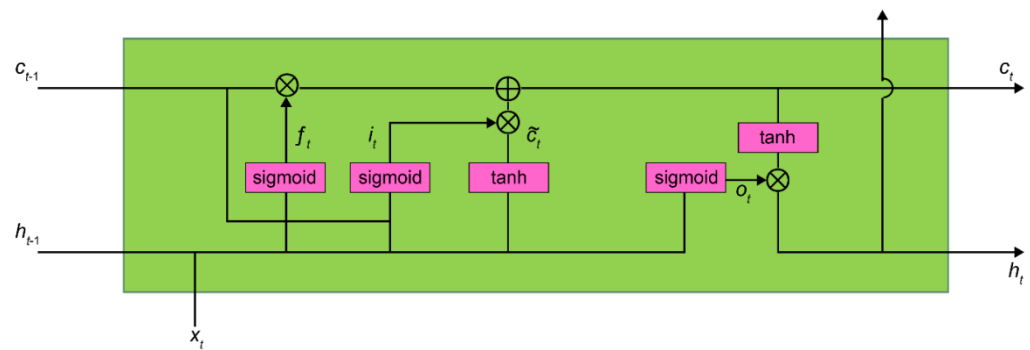 c_{t-1}
c_t
f_t
i_t
c̃_t
tanh
sigmoid
sigmoid
tanh
sigmoid
o_t
h_{t-1}
h_t
x_t